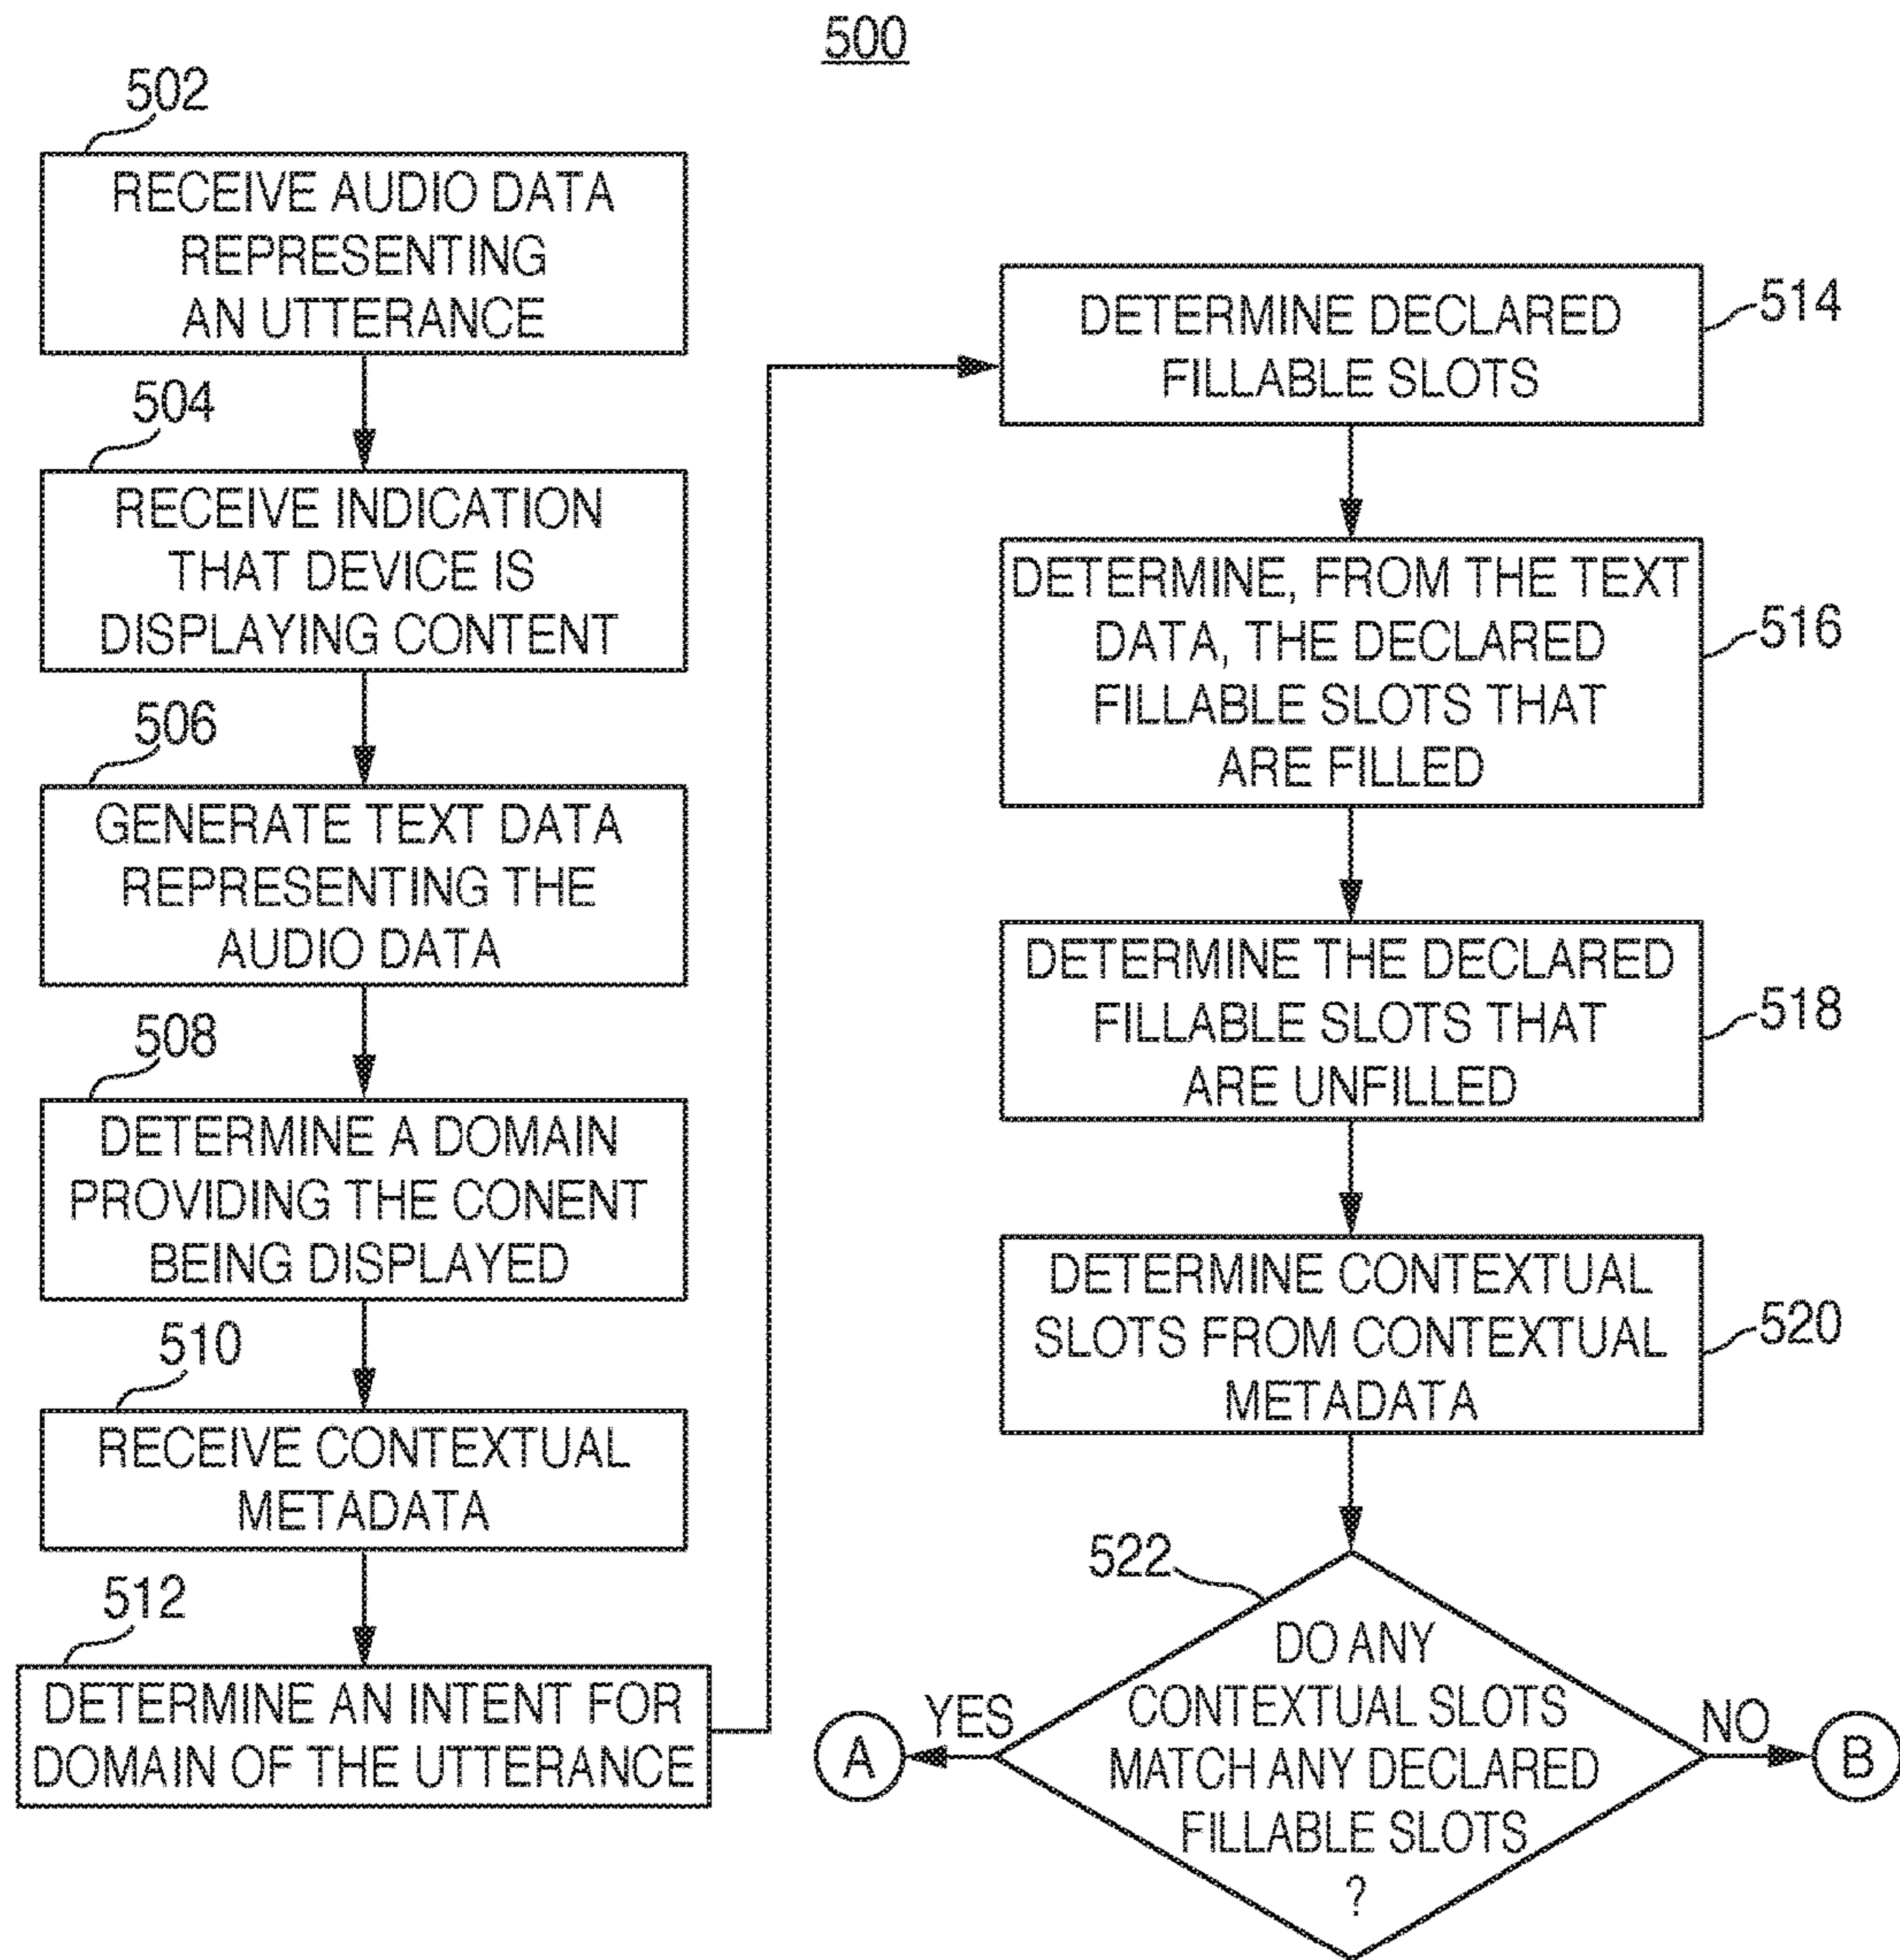 500
502
RECEIVE AUDIO DATA
REPRESENTING
AN UTTERANCE
504
RECEIVE INDICATION
THAT DEVICE IS
DISPLAYING CONTENT
506
GENERATE TEXT DATA
REPRESENTING THE
AUDIO DATA
508
DETERMINE A DOMAIN
PROVIDING THE CONENT
BEING DISPLAYED
510
RECEIVE CONTEXTUAL
METADATA
512
DETERMINE AN INTENT FOR
DOMAIN OF THE UTTERANCE
DETERMINE DECLARED
FILLABLE SLOTS
514
DETERMINE, FROM THE TEXT
DATA, THE DECLARED
FILLABLE SLOTS THAT
ARE FILLED
516
DETERMINE THE DECLARED
FILLABLE SLOTS THAT
ARE UNFILLED
518
DETERMINE CONTEXTUAL
SLOTS FROM CONTEXTUAL
METADATA
520
522
DO ANY
CONTEXTUAL SLOTS
MATCH ANY DECLARED
FILLABLE SLOTS
?
YES
A
NO
B